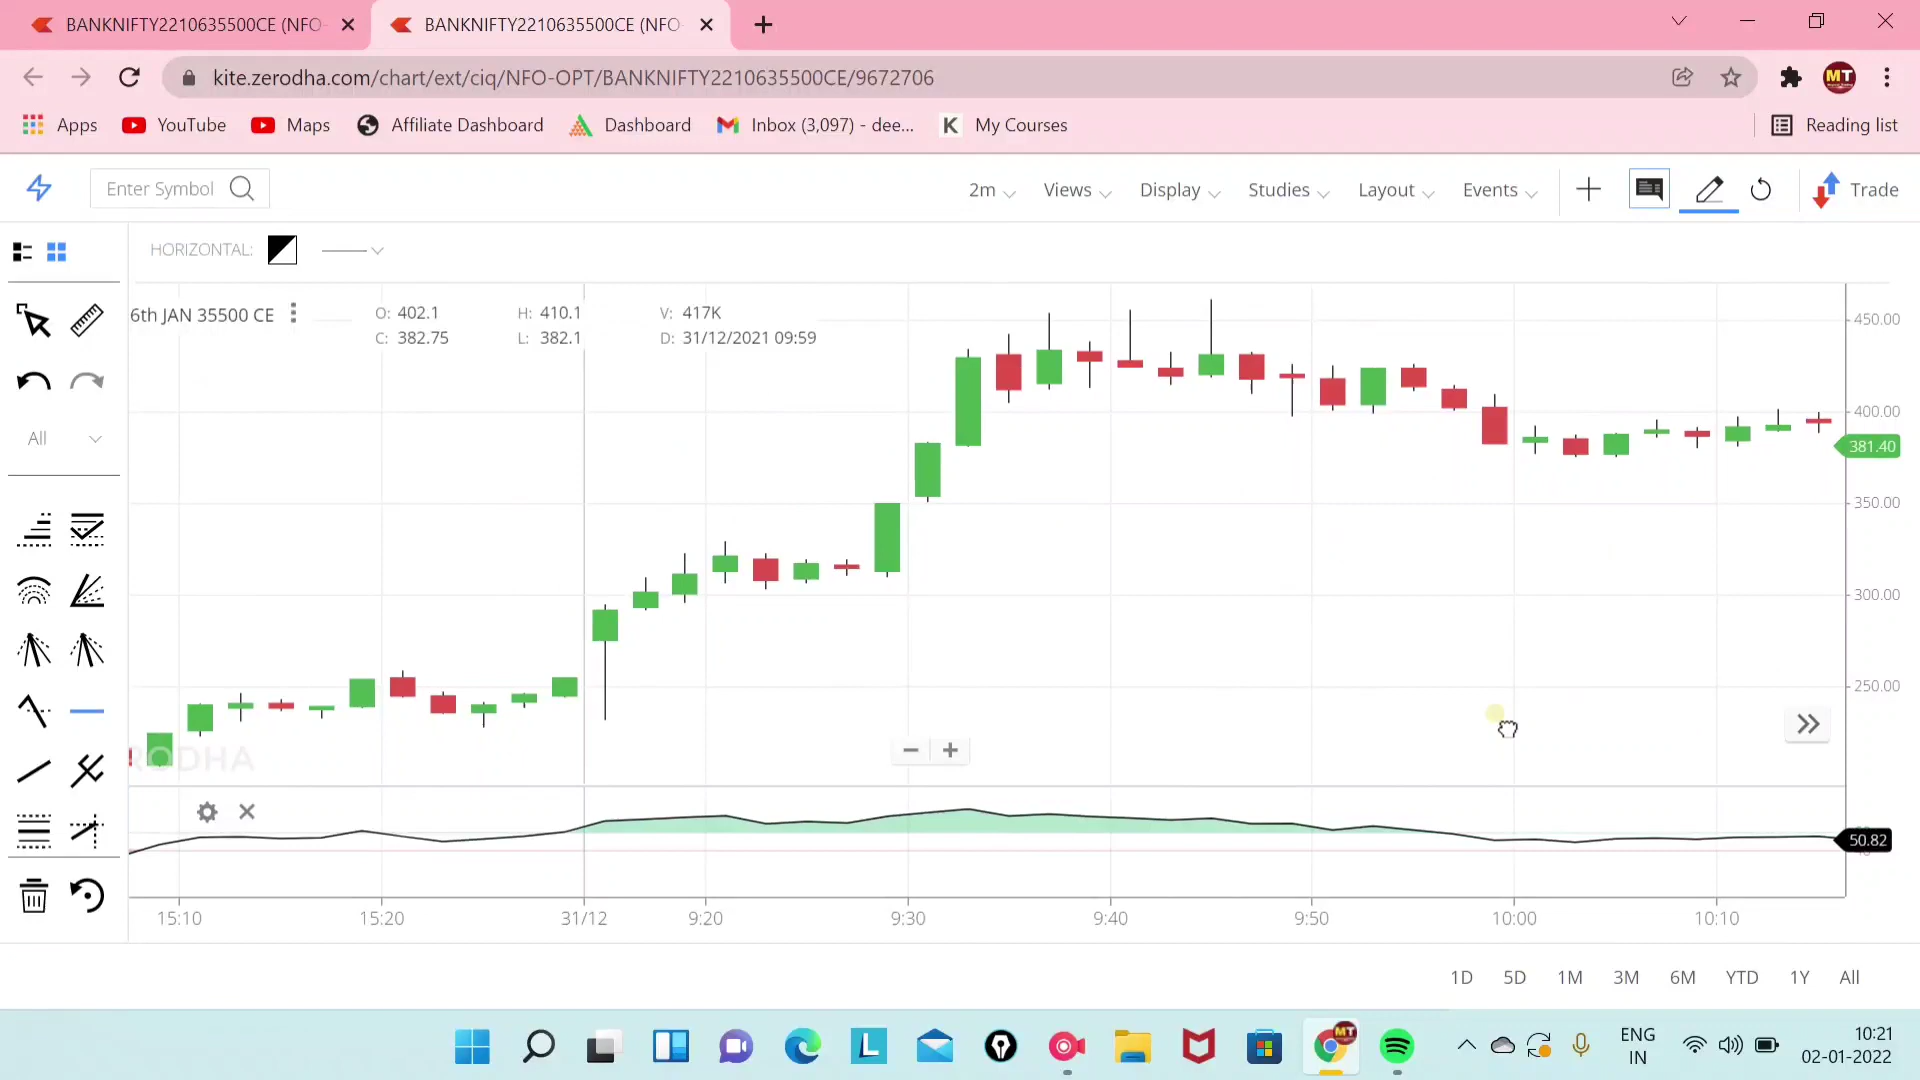 BANKNIFTY2210635500CE (NFO-
BANKNIFTY2210635500CE (NFO
kite.zerodha.com/chart/ext/ciq/NFO-OPT/BANKNIFTY2210635500CE/9672706
MT
Apps
YouTube
Maps
Affiliate Dashboard
Dashboard
Inbox (3,097) - dee...
K My Courses
Reading list
Enter Symbol
2m
Views
Display
Studies
Layout
Events
Trade
HORIZONTAL:
6th JAN 35500 CE
O: 402.1 H: 410.1 V: 417K
C: 382.75 L: 382.1 D: 31/12/2021 09:59
All
450.00
400.00
381.40
350.00
300.00
250.00
RODHA
50.82
15:10 15:20 31/12 9:20 9:30 9:40 9:50 10:00 10:10
1D 5D 1M 3M 6M YTD 1Y All
L
MT
ENG
IN
10:21
02-01-2022